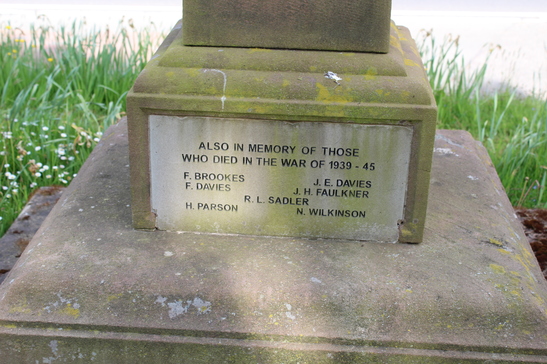 ALSO IN MEMORY OF THOSE
WHO DIED IN THE WAR OF 1939 - 45
F. BROOKES J. E. DAVIES
F. DAVIES J. H. FAULKNER
R. L. SADLER
H. PARSON N. WILKINSON